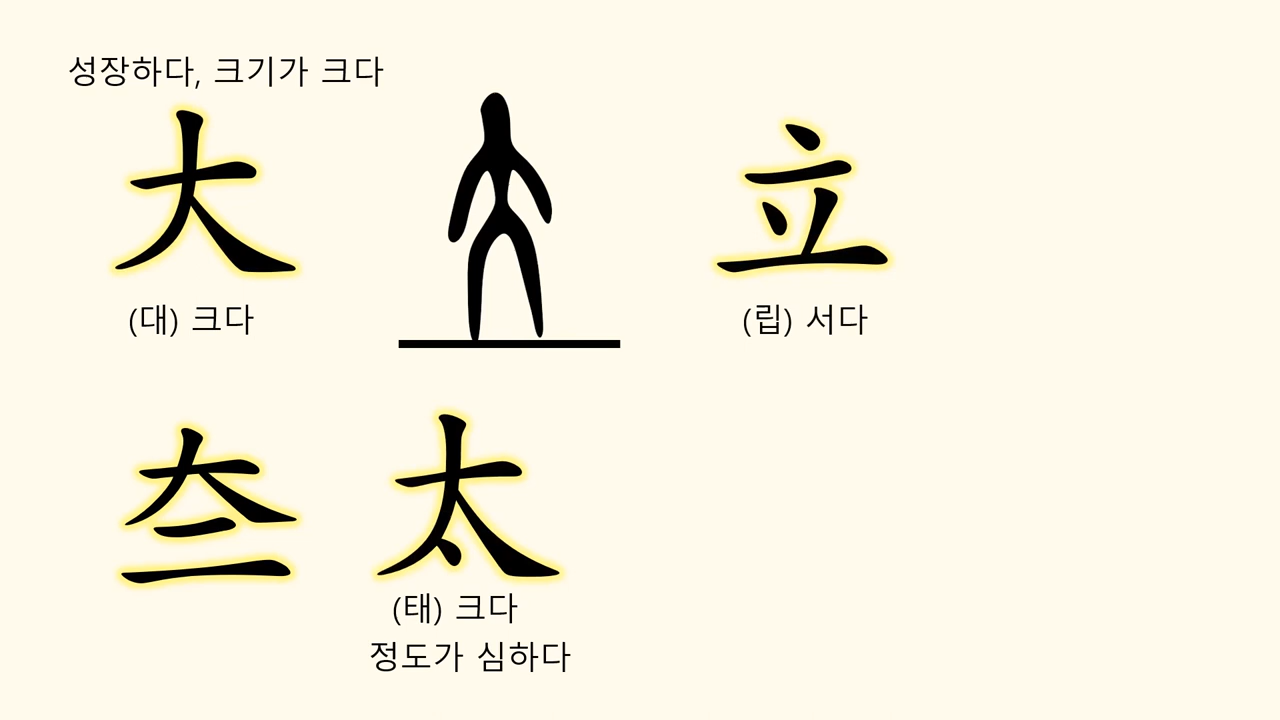 성장하다, 크기가 크다
大
立
(대) 크다
(립) 서다
夳 太
(태) 크다
정도가 심하다